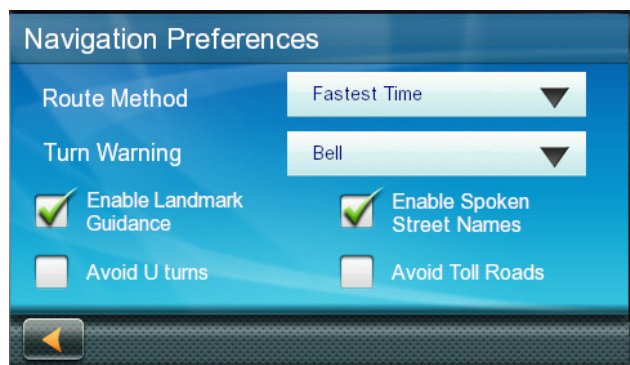 Navigation Preferences
Route Method
Fastest Time
Turn Warning
Bell
Enable Landmark
Guidance
Enable Spoken
Street Names
Avoid U turns
Avoid Toll Roads